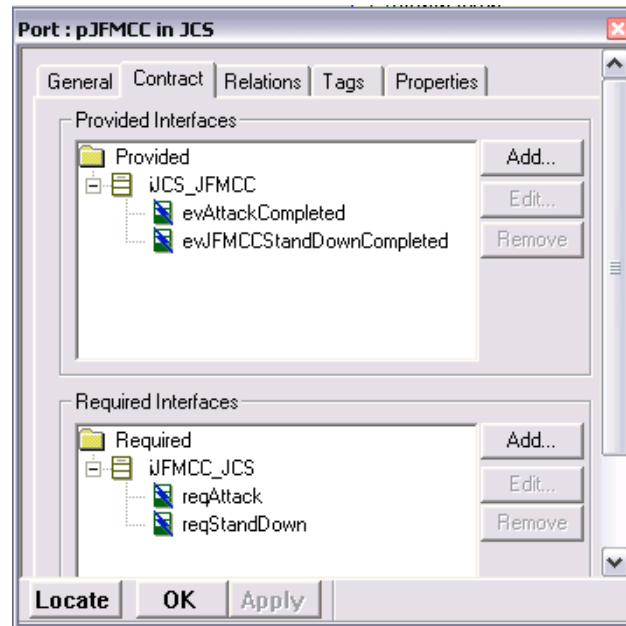 Port : pJFMCC in JCS
General Contract Relations Tags Properties
Provided Interfaces
Provided
iJCS_JFMCC
evAttackCompleted
evJFMCCStandDownCompleted
Add...
Edit...
Remove
Required Interfaces
Required
iJFMCC_JCS
reqAttack
reqStandDown
Add...
Edit...
Remove
Locate OK Apply